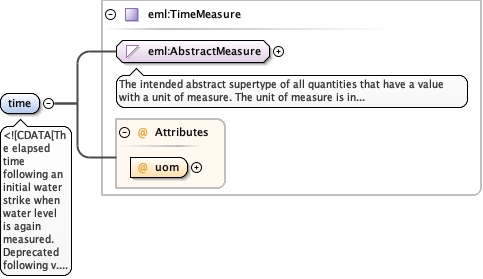 eml:TimeMeasure
eml:AbstractMeasure
The intended abstract supertype of all quantities that have a value
with a unit of measure. The unit of measure is in...
time
@ Attributes
@ uom
<![CDATA[Th
e elapsed
time
following an
initial water
strike when
water level
is again
measured.
Deprecated
following v....